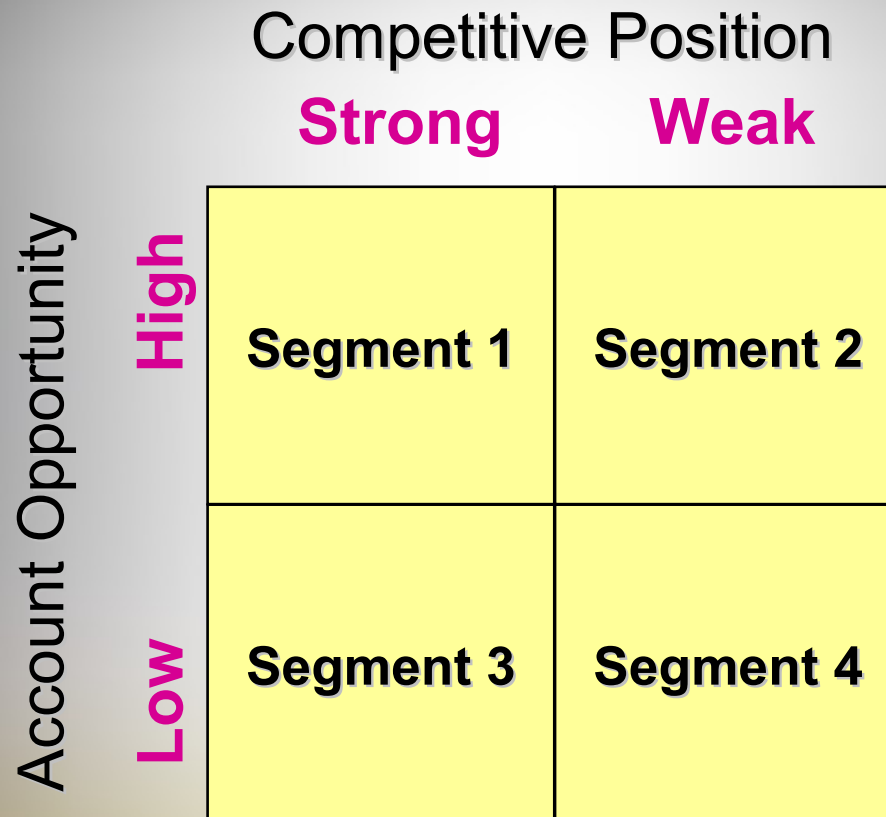 Competitive Position
Strong Weak
Account Opportunity
High
Segment 1 Segment 2
Low
Segment 3 Segment 4